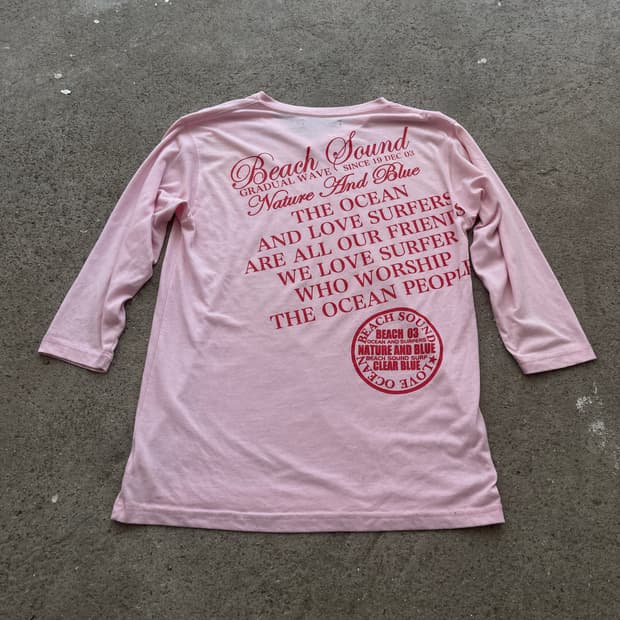 Beach Sound
GRADUAL WAVE SINCE 19 DEC 03
Nature And Blue
THE OCEAN
AND LOVE SURFERS
ARE ALL OUR FRIENDS
WE LOVE SURFER
WHO WORSHIP
THE OCEAN PEOPLE
BEACH SOUND
BEACH 03
OCEAN AND SURFERS
NATURE AND BLUE
BEACH SOUND SURF
CLEAR BLUE
LOVE OCEAN